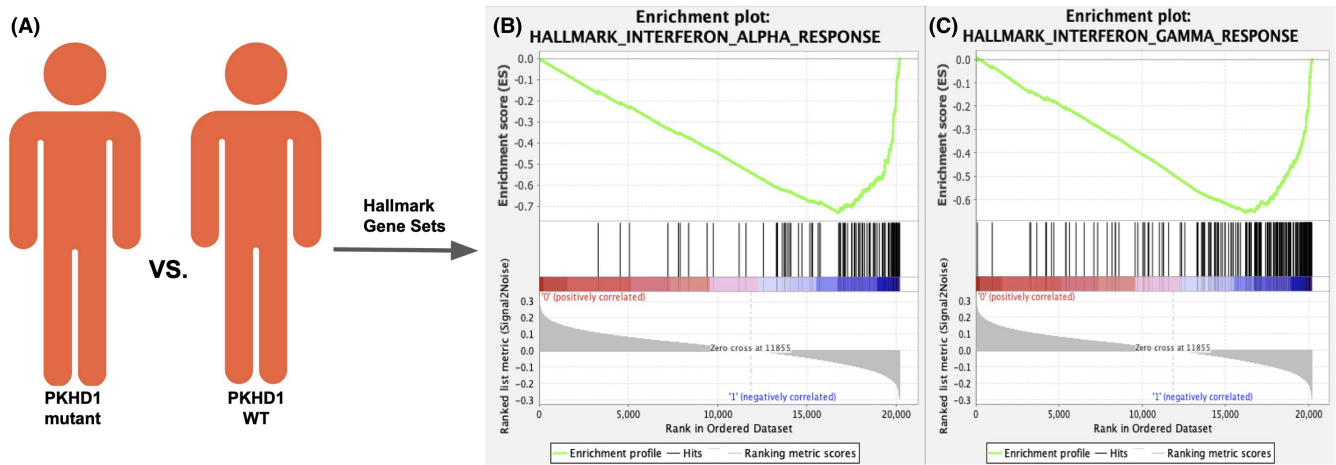 (A)
PKHD1
mutant
VS.
PKHD1
WT
Hallmark
Gene Sets
(B)
Enrichment plot:
HALLMARK_INTERFERON_ALPHA_RESPONSE
Enrichment score (ES)
0.0
-0.1
-0.2
-0.3
-0.4
-0.5
-0.6
-0.7
'0' (positively correlated)
Ranked list metric (Signal2Noise)
0.3
0.2
0.1
0.0
-0.1
-0.2
-0.3
Zero cross at 11855
'1' (negatively correlated)
0 5,000 10,000 15,000 20,000
Rank in Ordered Dataset
Enrichment profile Hits Ranking metric scores
(C)
Enrichment plot:
HALLMARK_INTERFERON_GAMMA_RESPONSE
Enrichment score (ES)
0.0
-0.1
-0.2
-0.3
-0.4
-0.5
-0.6
'0' (positively correlated)
Ranked list metric (Signal2Noise)
0.3
0.2
0.1
0.0
-0.1
-0.2
-0.3
Zero cross at 11855
'1' (negatively correlated)
0 5,000 10,000 15,000 20,000
Rank in Ordered Dataset
Enrichment profile Hits Ranking metric scores